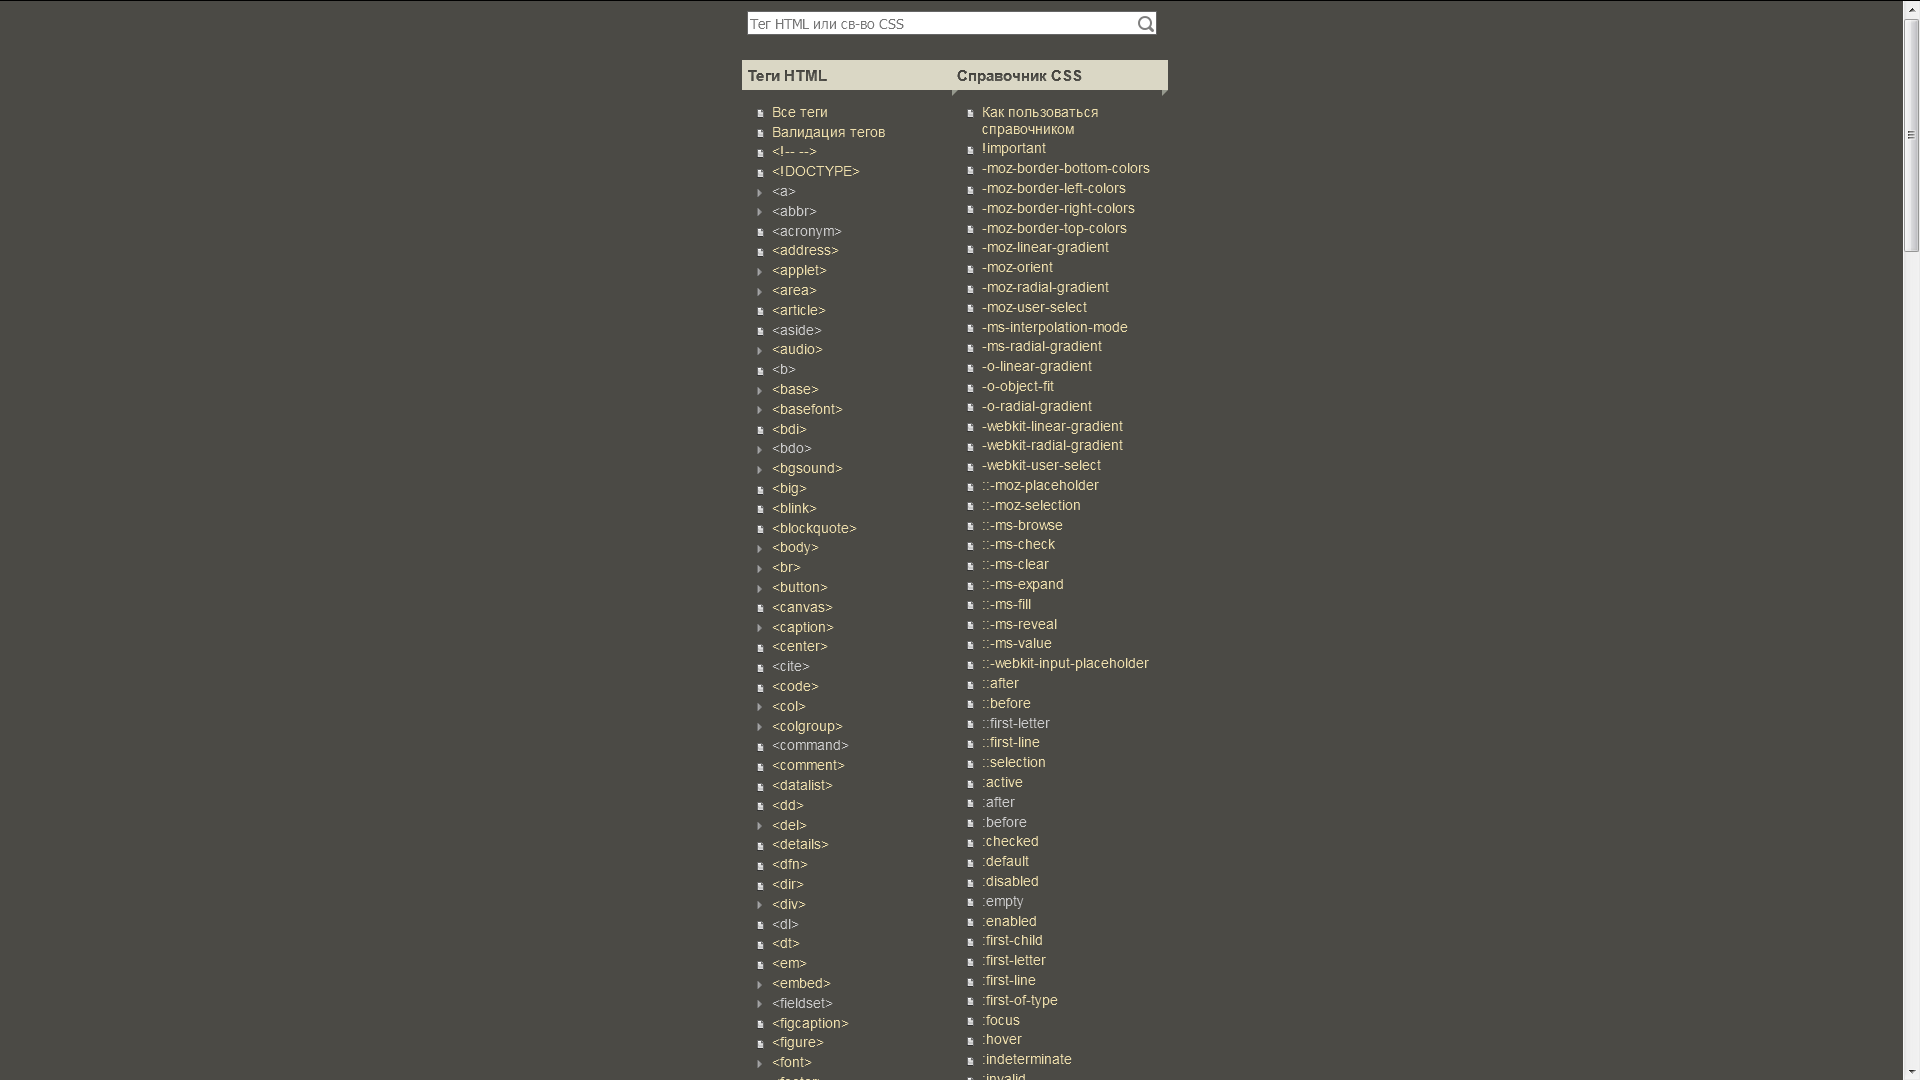 Тег HTML или св-во CSS
Теги HTML
Все теги
Валидация тегов
<!-- -->
<!DOCTYPE>
<a>
<abbr>
<acronym>
<address>
<applet>
<area>
<article>
<aside>
<audio>
<b>
<base>
<basefont>
<bdi>
<bdo>
<bgsound>
<big>
<blink>
<blockquote>
<body>
<br>
<button>
<canvas>
<caption>
<center>
<cite>
<code>
<col>
<colgroup>
<command>
<comment>
<datalist>
<dd>
<del>
<details>
<dfn>
<dir>
<div>
<dl>
<dt>
<em>
<embed>
<fieldset>
<figcaption>
<figure>
<font>
Справочник CSS
Как пользоваться
справочником
!important
-moz-border-bottom-colors
-moz-border-left-colors
-moz-border-right-colors
-moz-border-top-colors
-moz-linear-gradient
-moz-orient
-moz-radial-gradient
-moz-user-select
-ms-interpolation-mode
-ms-radial-gradient
-o-linear-gradient
-o-object-fit
-o-radial-gradient
-webkit-linear-gradient
-webkit-radial-gradient
-webkit-user-select
::-moz-placeholder
::-moz-selection
::-ms-browse
::-ms-check
::-ms-clear
::-ms-expand
::-ms-fill
::-ms-reveal
::-ms-value
::-webkit-input-placeholder
::after
::before
::first-letter
::first-line
::selection
:active
:after
:before
:checked
:default
:disabled
:empty
:enabled
:first-child
:first-letter
:first-line
:first-of-type
:focus
:hover
:indeterminate